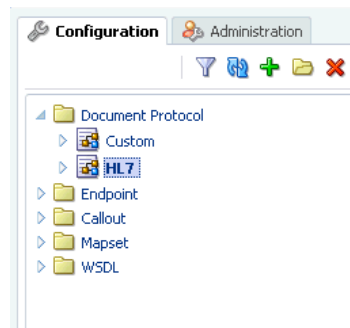 Configuration
Administration
Document Protocol
Custom
HL7
Endpoint
Callout
Mapset
WSDL